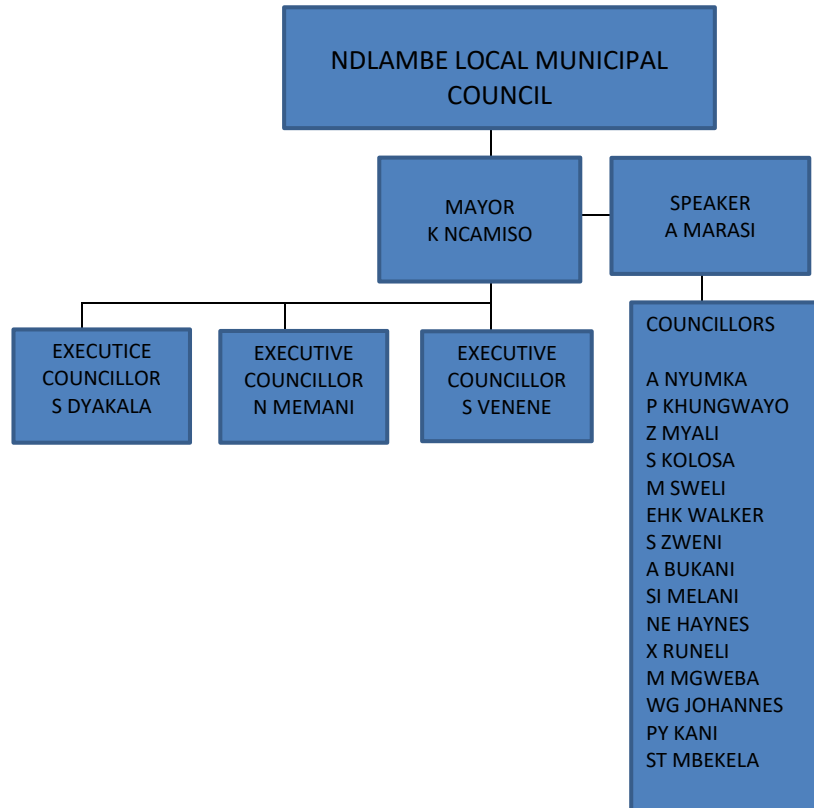 NDLAMBE LOCAL MUNICIPAL
COUNCIL
MAYOR
K NCAMISO
SPEAKER
A MARASI
EXECUTICE
COUNCILLOR
S DYAKALA
EXECUTIVE
COUNCILLOR
N MEMANI
EXECUTIVE
COUNCILLOR
S VENENE
COUNCILLORS
A NYUMKA
P KHUNGWAYO
Z MYALI
S KOLOSA
M SWELI
EHK WALKER
S ZWENI
A BUKANI
SI MELANI
NE HAYNES
X RUNELI
M MGWEBA
WG JOHANNES
PY KANI
ST MBEKELA